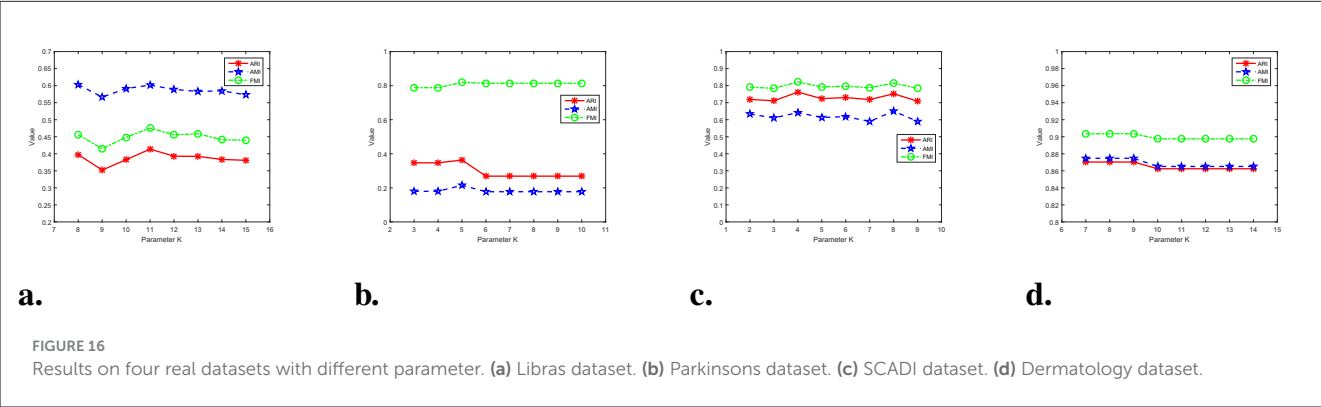 0.7
0.65
0.6
0.55
0.5
0.45
0.4
0.35
0.3
0.25
0.2
Value
7 8 9 10 11 12 13 14 15 16
Parameter K
ARI
AMI
FMI
a.
1
0.8
0.6
0.4
0.2
0
Value
2 3 4 5 6 7 8 9 10 11
Parameter K
ARI
AMI
FMI
b.
1
0.9
0.8
0.7
0.6
0.5
0.4
0.3
0.2
0.1
0
Value
1 2 3 4 5 6 7 8 9 10
Parameter K
ARI
AMI
FMI
c.
1
0.98
0.96
0.94
0.92
0.9
0.88
0.86
0.84
0.82
0.8
Value
6 7 8 9 10 11 12 13 14 15
Parameter K
ARI
AMI
FMI
d.
FIGURE 16
Results on four real datasets with different parameter. (a) Libras dataset. (b) Parkinsons dataset. (c) SCADI dataset. (d) Dermatology dataset.